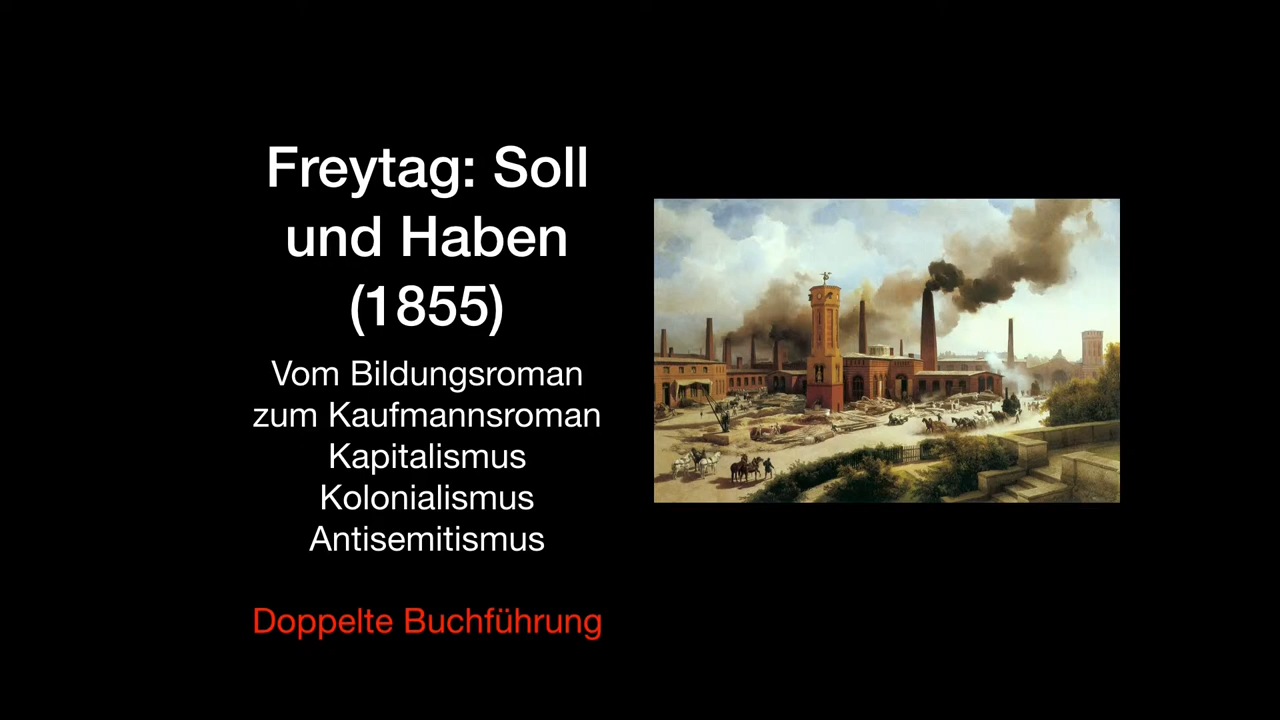 Freytag: Soll
und Haben
(1855)
Vom Bildungsroman
zum Kaufmannsroman
Kapitalismus
Kolonialismus
Antisemitismus
Doppelte Buchführung